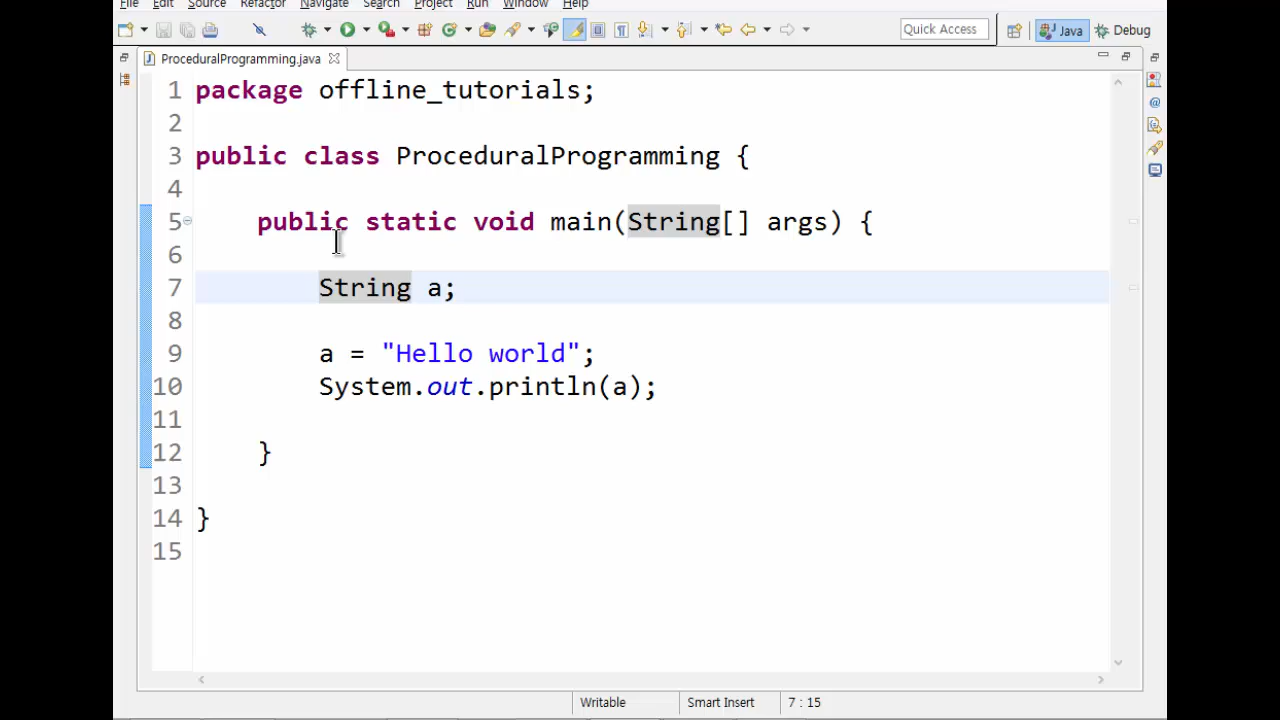 File Edit Source Refactor Navigate Search Project Run Window Help
Quick Access
Java
Debug
ProceduralProgramming.java
1 package offline_tutorials;
2
3 public class ProceduralProgramming {
4
5 public static void main(String[] args) {
6
7 String a;
8
9 a = "Hello world";
10 System.out.println(a);
11
12 }
13
14 }
15
Writable Smart Insert 7 : 15